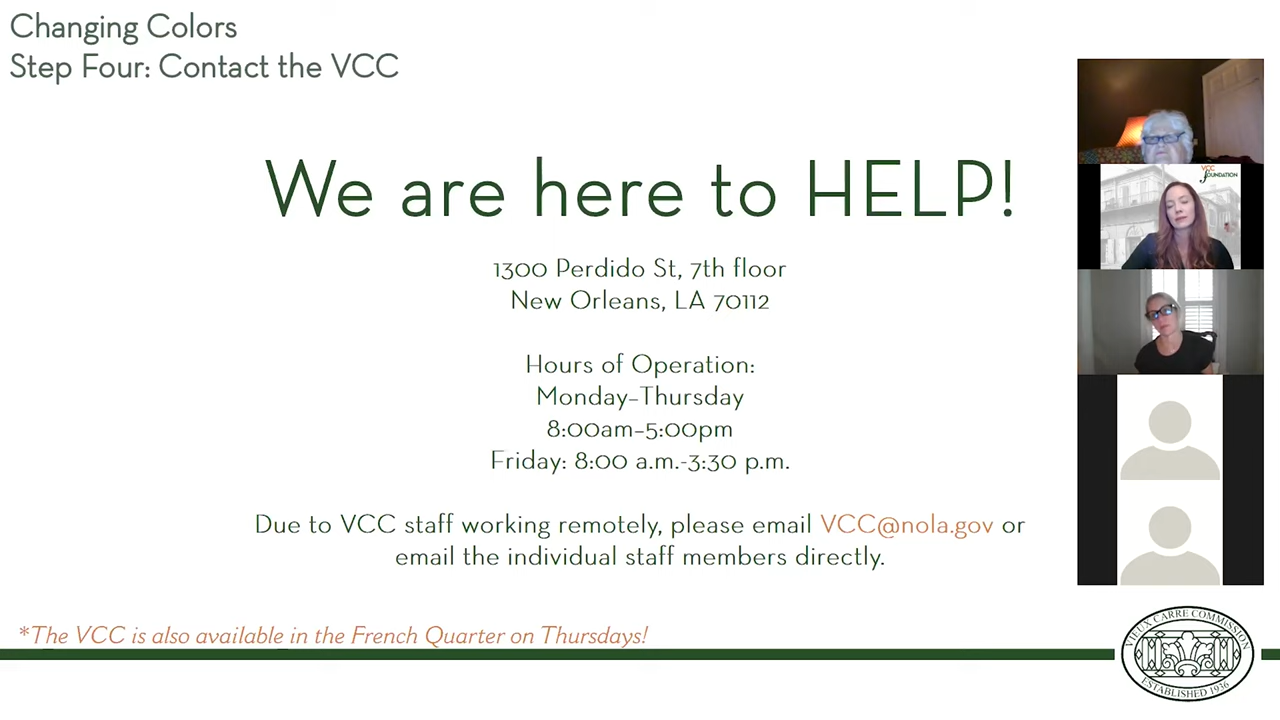 Changing Colors
Step Four: Contact the VCC
We are here to HELP!
1300 Perdido St, 7th floor
New Orleans, LA 70112
Hours of Operation:
Monday–Thursday
8:00am–5:00pm
Friday: 8:00 a.m.-3:30 p.m.
Due to VCC staff working remotely, please email VCC@nola.gov or
email the individual staff members directly.
*The VCC is also available in the French Quarter on Thursdays!
VCC
FOUNDATION
VIEUX CARRE COMMISSION
ESTABLISHED 1936